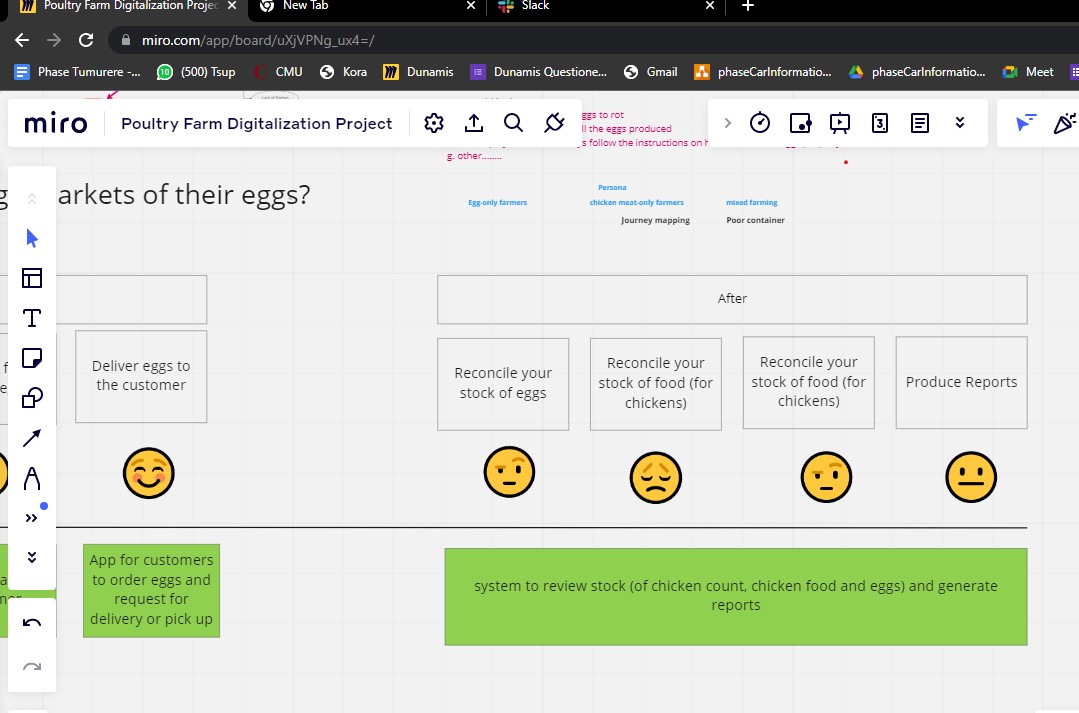 Poultry Farm Digitalization Projec
New Tab
Slack
miro.com/app/board/uXjVPNg_ux4=/
Phase Tumurere -...
10
(500) Tsup
CMU
Kora
Dunamis
Dunamis Questione...
Gmail
phaseCarInformatio...
phaseCarInformatio...
Meet
miro
Poultry Farm Digitalization Project
3
ggs to rot
ll the eggs produced
s follow the instructions on h
g. other........
arkets of their eggs?
Persona
Egg-only farmers
chicken meat-only farmers
mixed farming
Journey mapping
Poor container
After
Deliver eggs to
the customer
Reconcile your
stock of eggs
Reconcile your
stock of food (for
chickens)
Reconcile your
stock of food (for
chickens)
Produce Reports
App for customers
to order eggs and
request for
delivery or pick up
system to review stock (of chicken count, chicken food and eggs) and generate
reports